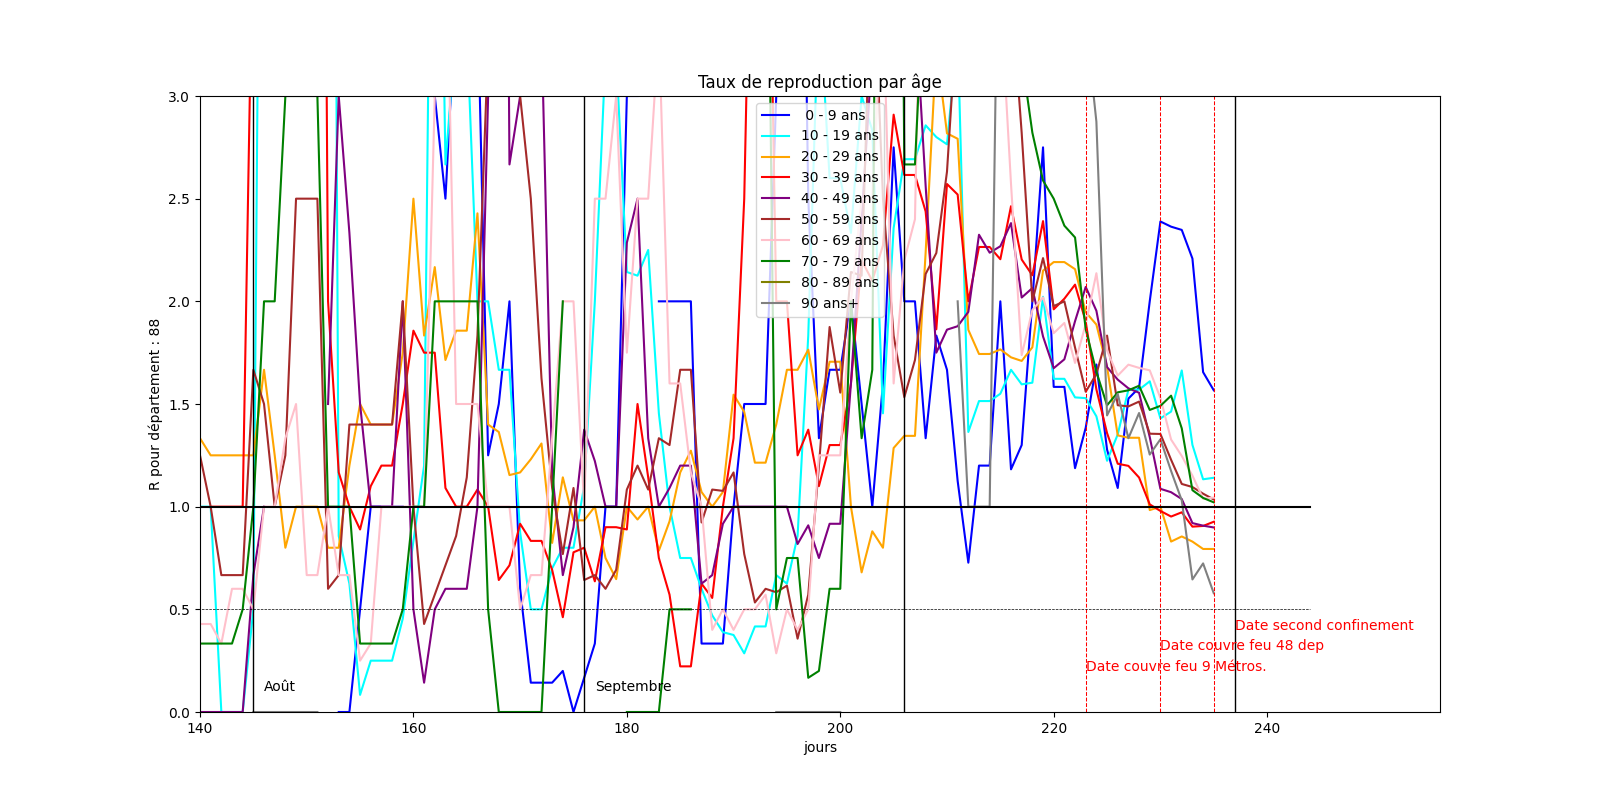 Taux de reproduction par âge
R pour département : 88
3.0
2.5
2.0
1.5
1.0
0.5
0.0
0 - 9 ans
10 - 19 ans
20 - 29 ans
30 - 39 ans
40 - 49 ans
50 - 59 ans
60 - 69 ans
70 - 79 ans
80 - 89 ans
90 ans+
Date second confinement
Date couvre feu 48 dep
Date couvre feu 9 Métros.
Août
Septembre
140
160
180
200
220
240
jours